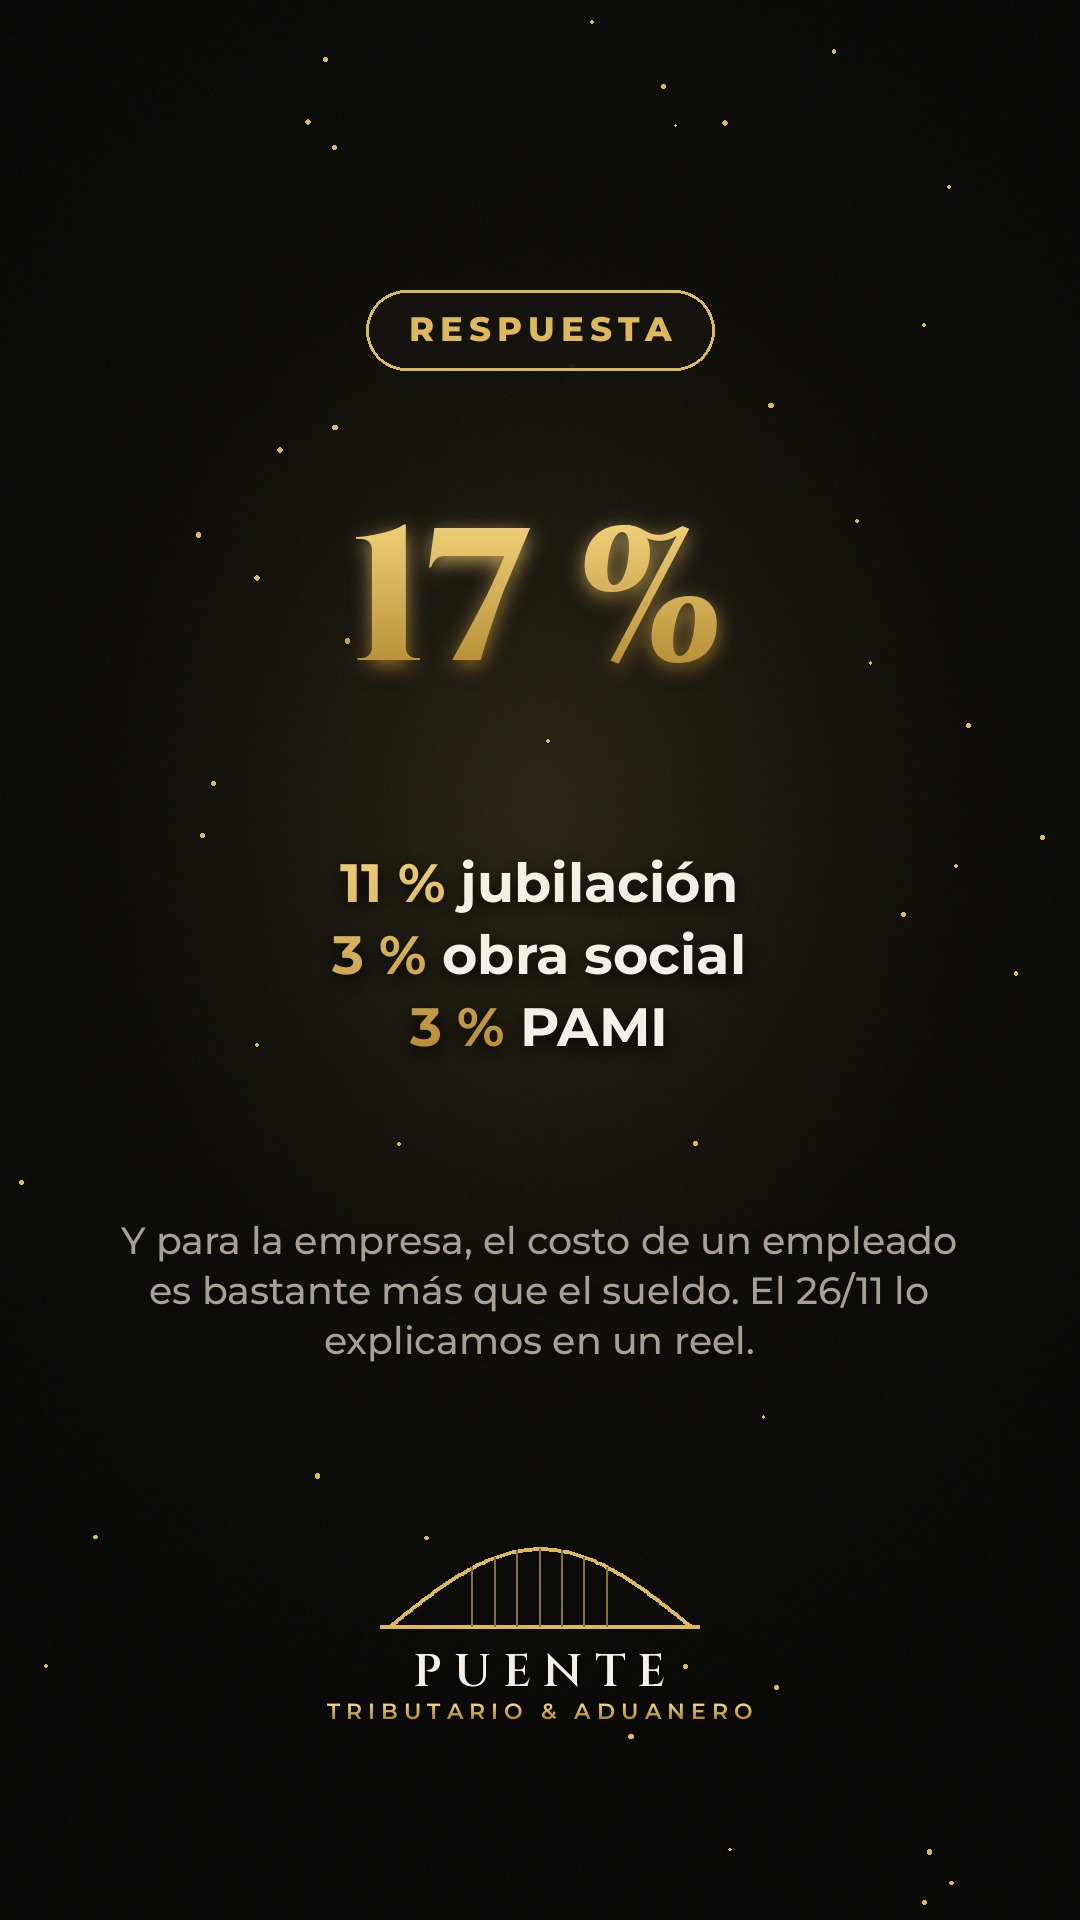 RESPUESTA
17 %
11 % jubilación
3 % obra social
3 % PAMI
Y para la empresa, el costo de un empleado
es bastante más que el sueldo. El 26/11 lo
explicamos en un reel.
PUENTE
TRIBUTARIO & ADUANERO